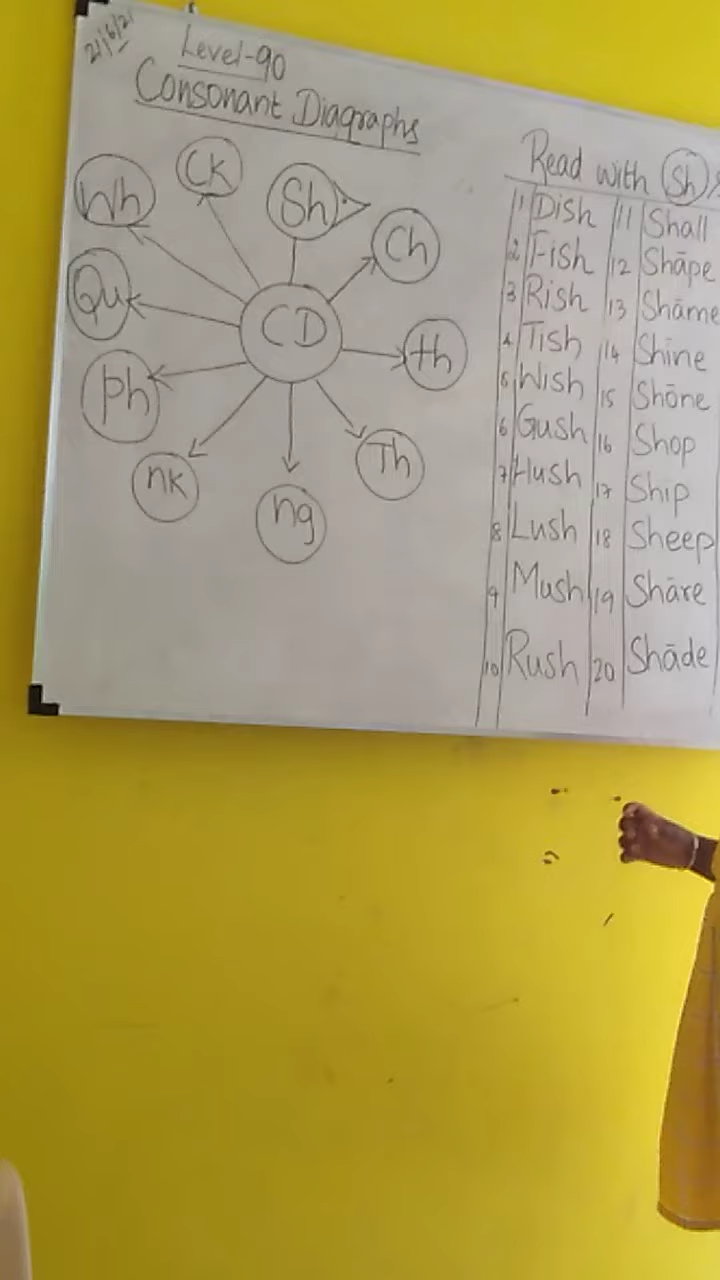 21/6/21
Level-90
Consonant Diagraphs
Wh
Ck
Sh
Ch
Qu
CD
th
Ph
Th
nk
ng
Read with Sh
1 Dish 11 Shall
2 Fish 12 Shāpe
3 Rish 13 Shāme
4 Tish 14 Shīne
5 Wish 15 Shōne
6 Gush 16 Shop
7 Hush 17 Ship
8 Lush 18 Sheep
9 Mush 19 Shāre
10 Rush 20 Shāde